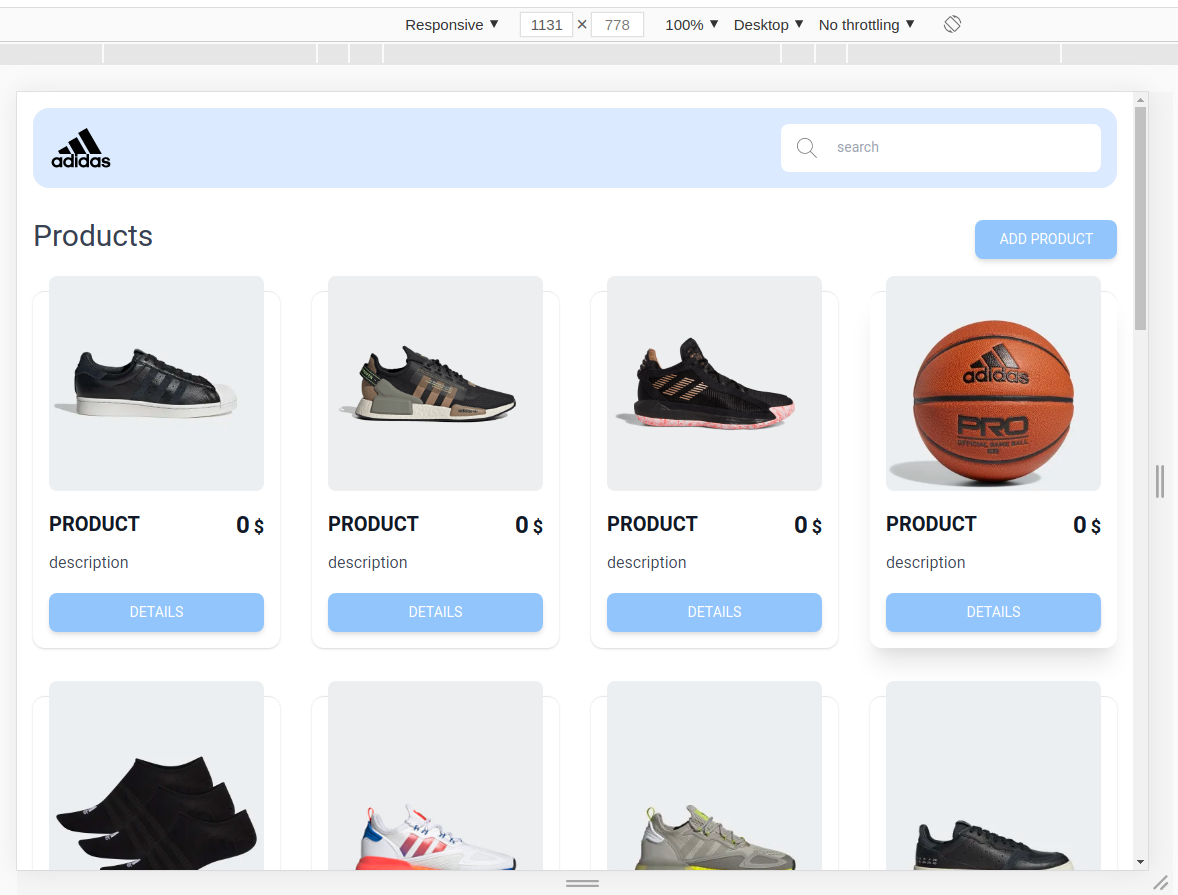 Responsive ▼ 1131 × 778 100% ▼ Desktop ▼ No throttling ▼
adidas
search
Products
ADD PRODUCT
adidas
PRO
OFFICIAL GAME BALL
PRODUCT 0 $
description
DETAILS
PRODUCT 0 $
description
DETAILS
PRODUCT 0 $
description
DETAILS
PRODUCT 0 $
description
DETAILS